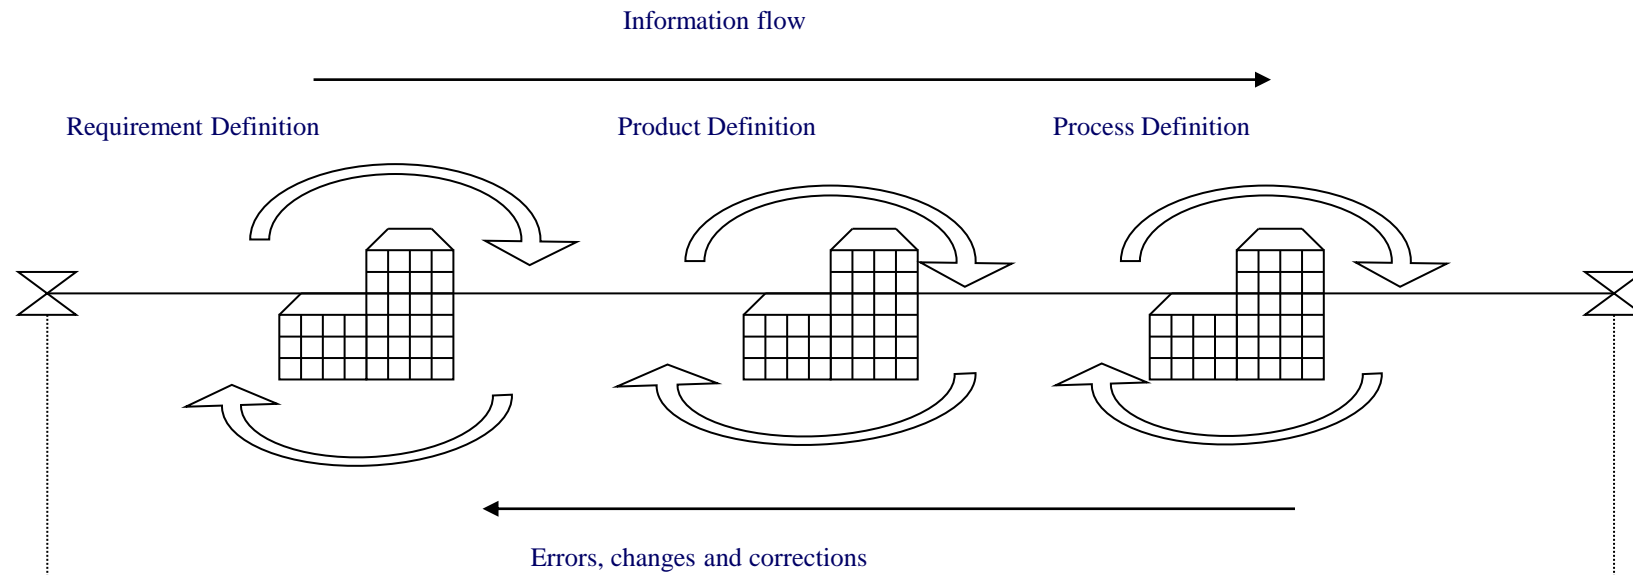 Information flow
Requirement Definition
Product Definition
Process Definition
Errors, changes and corrections